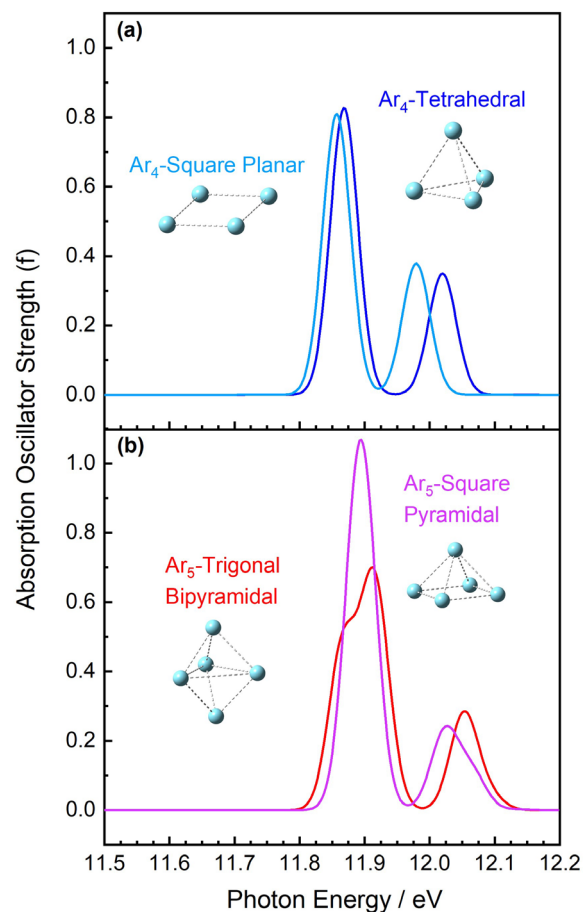 (a)
1.0
0.8
0.6
0.4
0.2
0.0
Ar₄-Tetrahedral
Ar₄-Square Planar
Absorption Oscillator Strength (f)
(b)
1.0
0.8
0.6
0.4
0.2
0.0
Ar₅-Square
Pyramidal
Ar₅-Trigonal
Bipyramidal
11.5 11.6 11.7 11.8 11.9 12.0 12.1 12.2
Photon Energy / eV